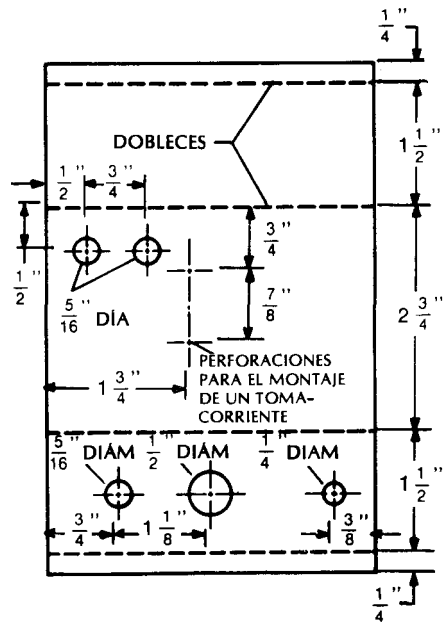 1/4"
DOBLECES
1 1/2"
1/2" 3/4"
3/4"
1/2"
5/16" DÍA
7/8"
2 3/4"
1 3/4"
PERFORACIONES
PARA EL MONTAJE
DE UN TOMA-
CORRIENTE
5/16" DIÁM 1/2" DIÁM 1/4" DIAM
1 1/2"
3/4" 1 1/8" 3/8"
1/4"